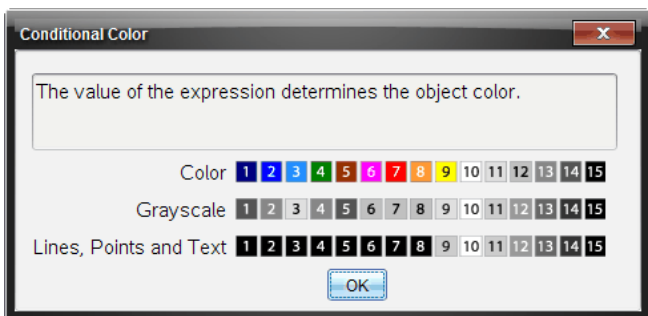 Conditional Color
x
The value of the expression determines the object color.
Color 1 2 3 4 5 6 7 8 9 10 11 12 13 14 15
Grayscale 1 2 3 4 5 6 7 8 9 10 11 12 13 14 15
Lines, Points and Text 1 2 3 4 5 6 7 8 9 10 11 12 13 14 15
OK